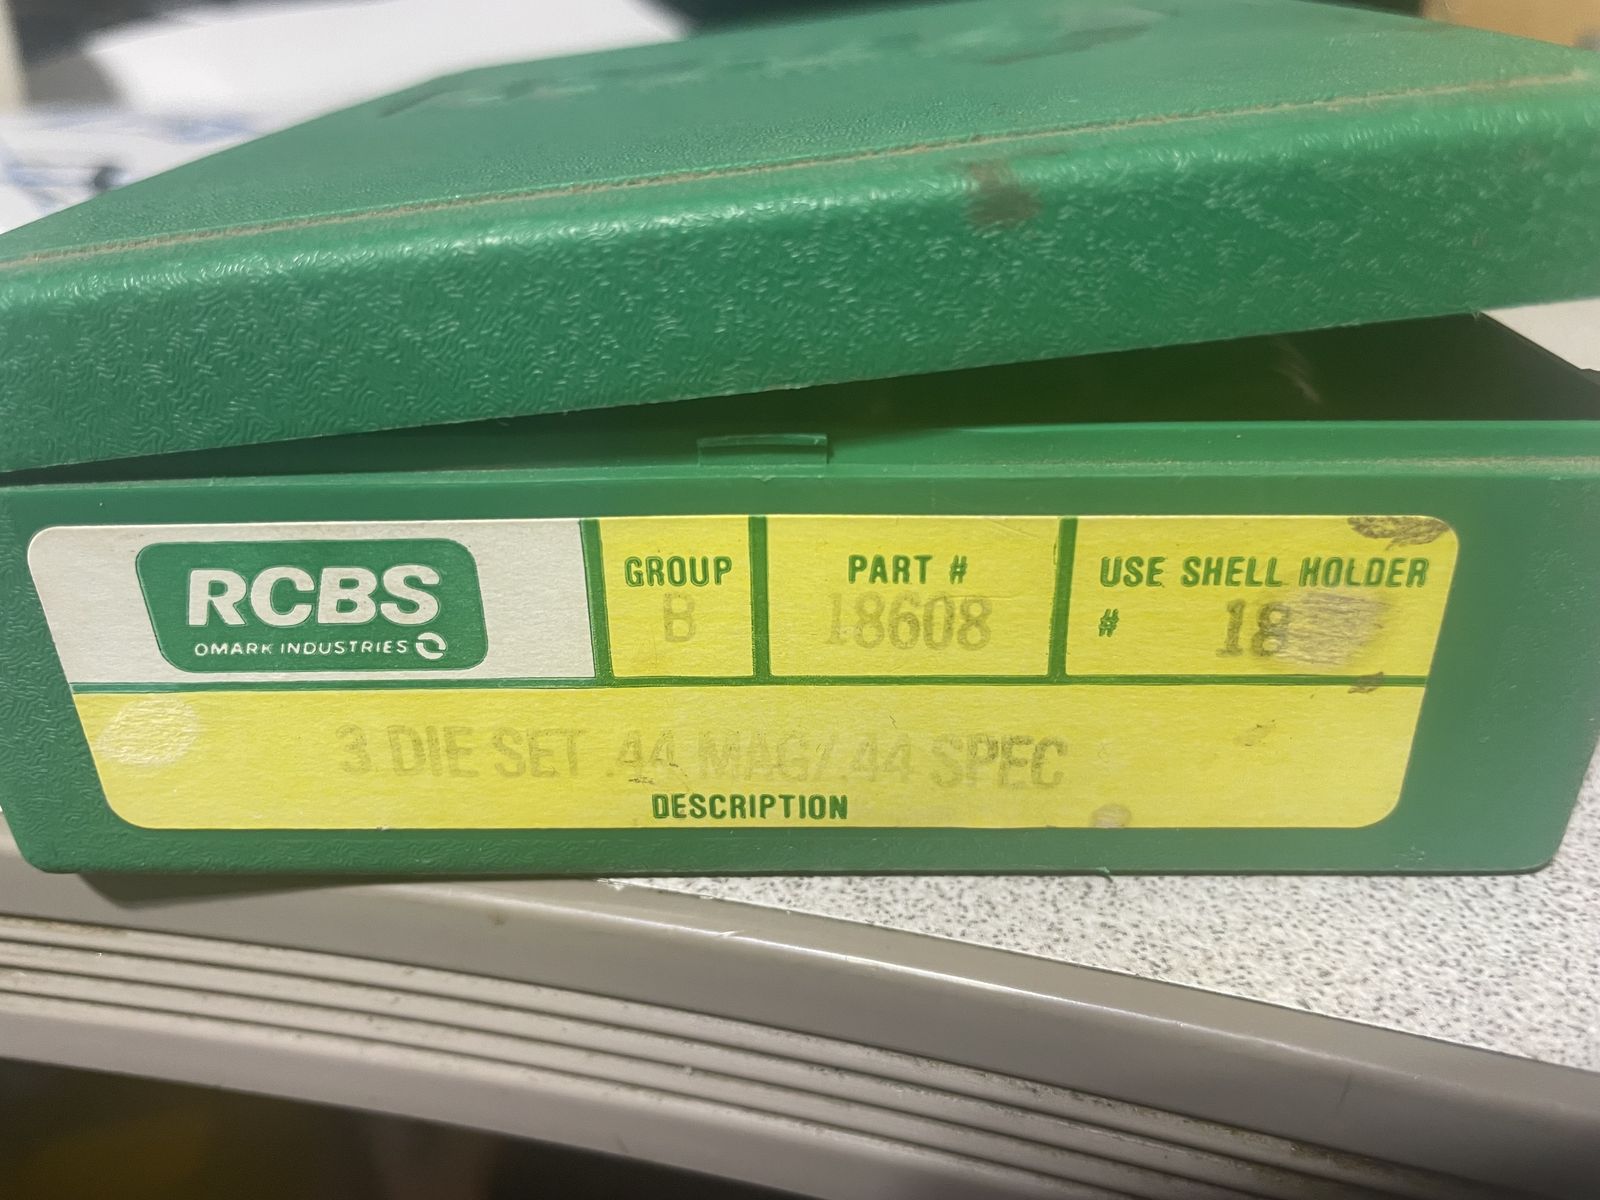 RCBS
OMARK INDUSTRIES
GROUP
B
PART #
18608
USE SHELL HOLDER
# 18
3 DIE SET .44 MAG/.44 SPEC
DESCRIPTION